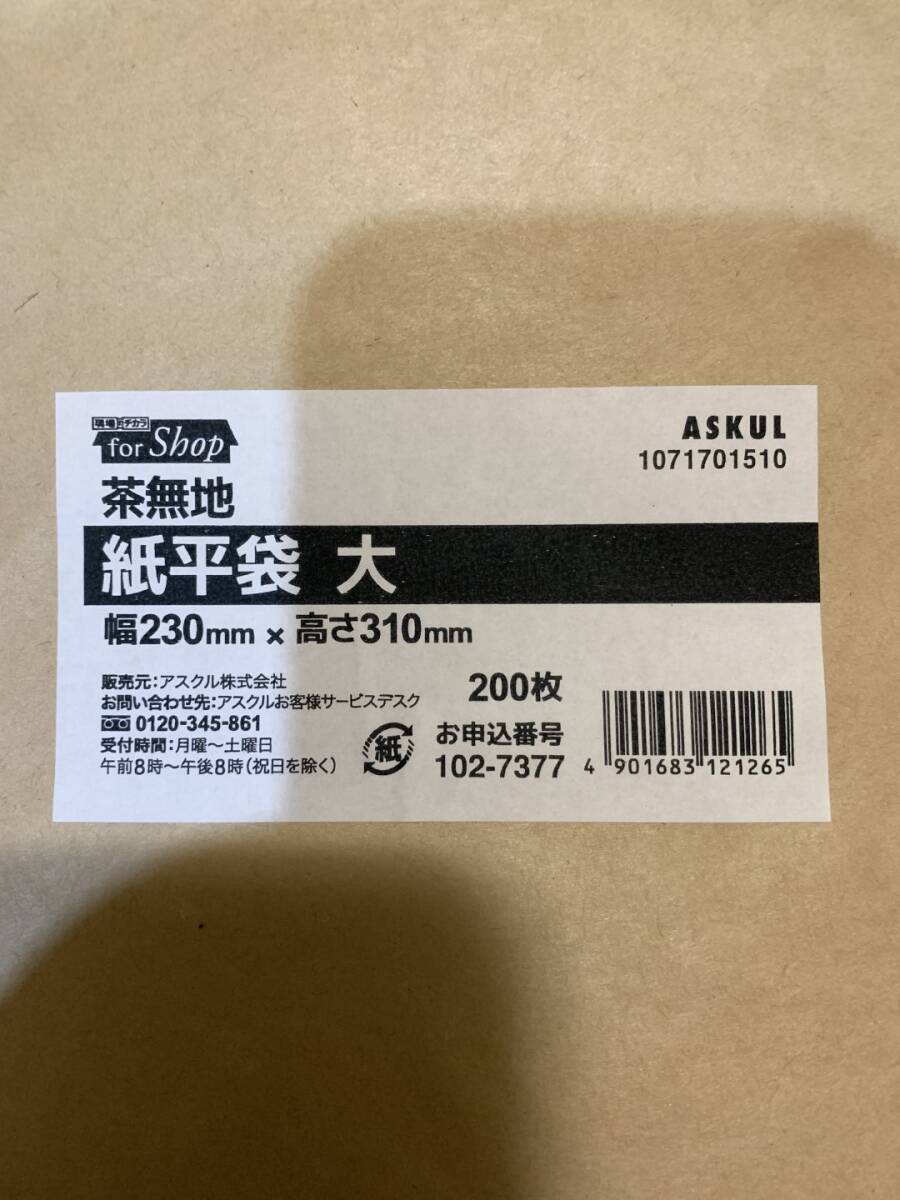 現場のチカラ
for Shop
ASKUL
1071701510
茶無地
紙平袋 大
幅230mm × 高さ310mm
販売元:アスクル株式会社
お問い合わせ先:アスクルお客様サービスデスク
0120-345-861
受付時間:月曜~土曜日
午前8時~午後8時(祝日を除く)
紙
200枚
お申込番号
102-7377
4 901683 121265